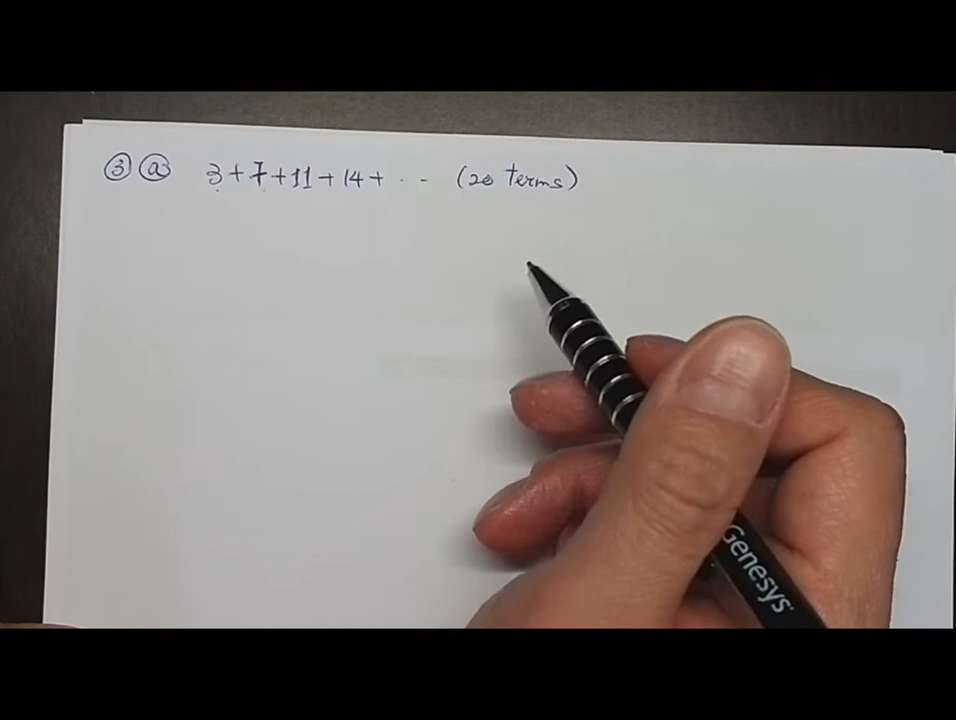 ③ ⓐ 3+7+11+14+ ... (20 terms)
Genesys